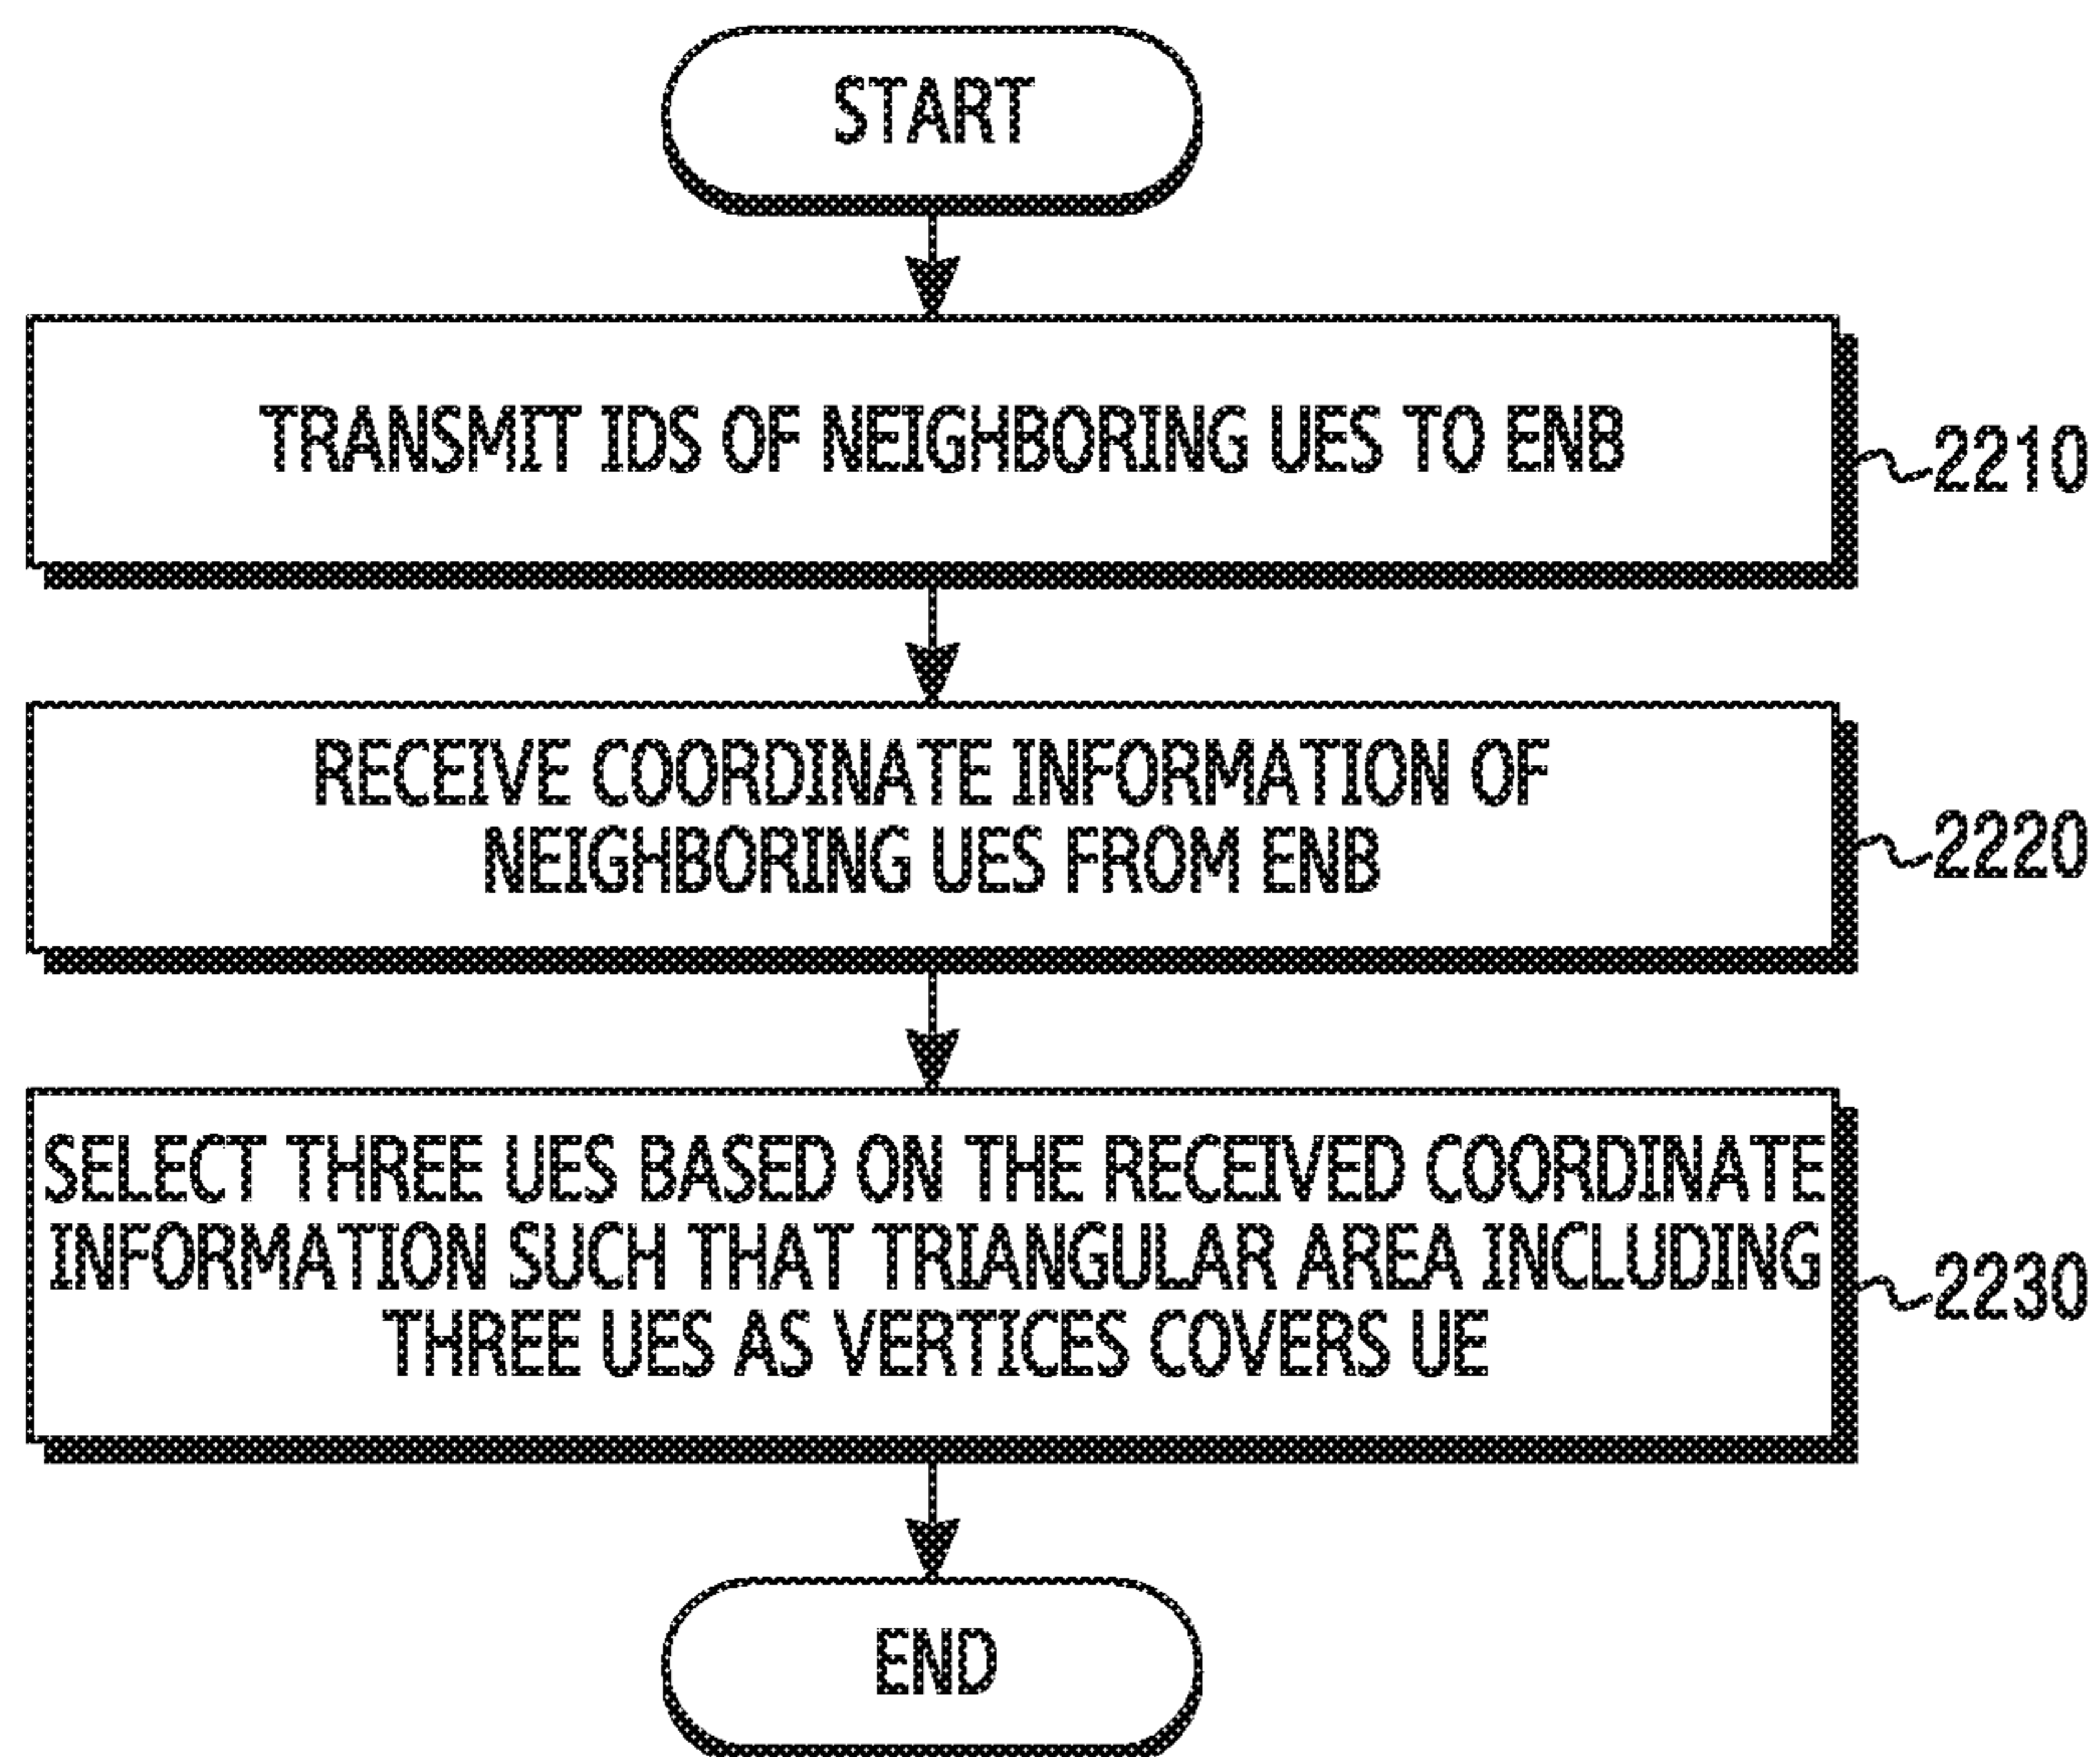 START
TRANSMIT IDS OF NEIGHBORING UES TO ENB
2210
RECEIVE COORDINATE INFORMATION OF
NEIGHBORING UES FROM ENB
2220
SELECT THREE UES BASED ON THE RECEIVED COORDINATE
INFORMATION SUCH THAT TRIANGULAR AREA INCLUDING
THREE UES AS VERTICES COVERS UE
2230
END